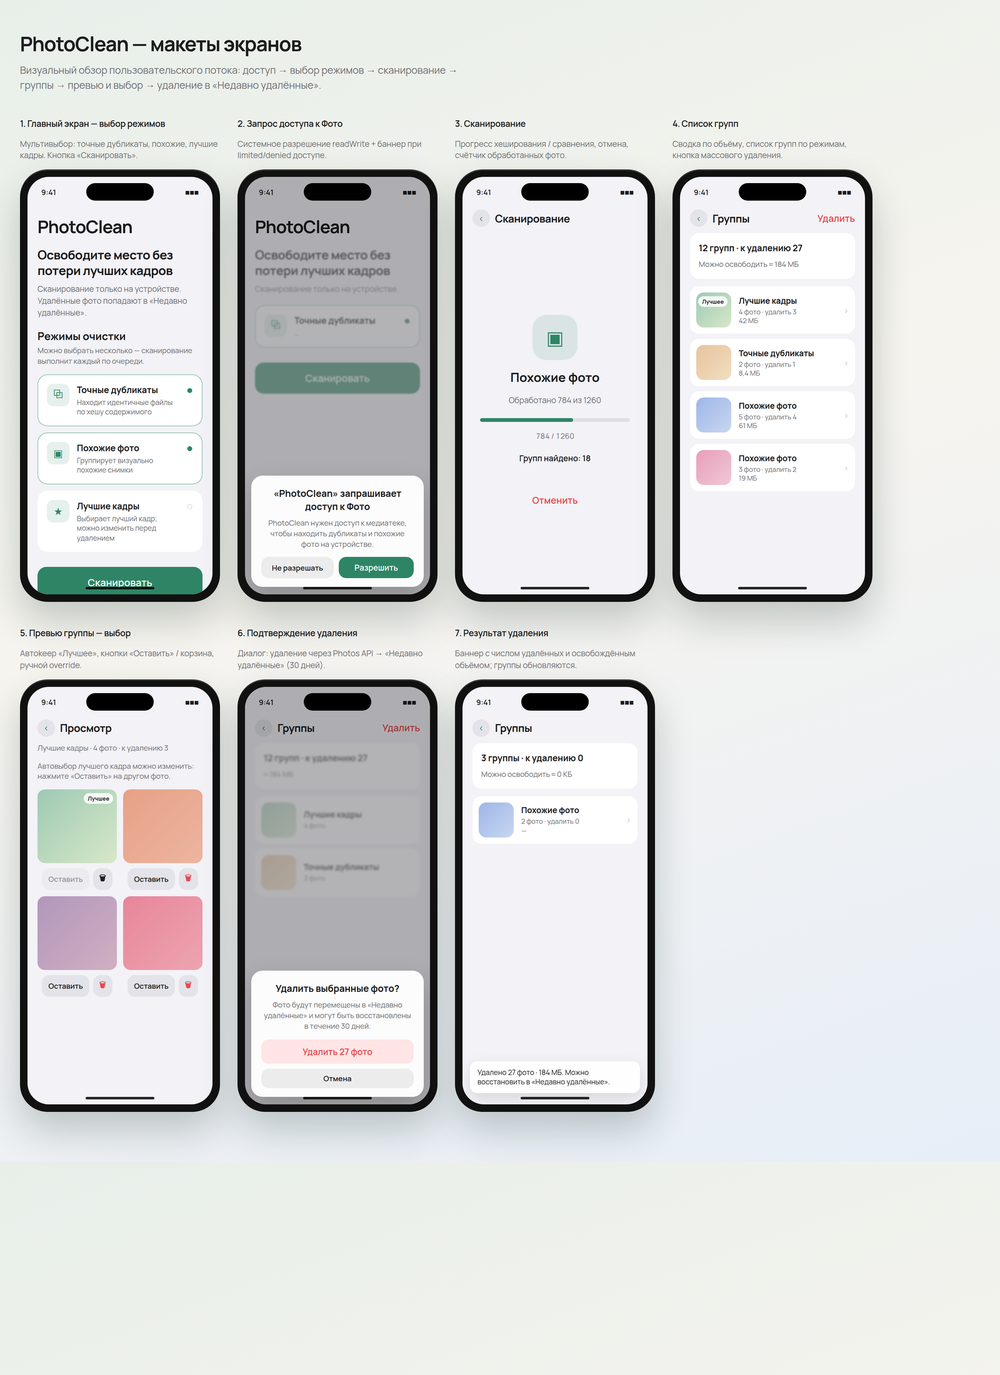 PhotoClean — макеты экранов
Визуальный обзор пользовательского потока: доступ → выбор режимов → сканирование →
группы → превью и выбор → удаление в «Недавно удалённые».
1. Главный экран — выбор режимов
Мультивыбор: точные дубликаты, похожие, лучшие
кадры. Кнопка «Сканировать».
9:41
PhotoClean
Освободите место без
потери лучших кадров
Сканирование только на устройстве.
Удалённые фото попадают в «Недавно
удалённые».
Режимы очистки
Можно выбрать несколько — сканирование
выполнит каждый по очереди.
Точные дубликаты
Находит идентичные файлы
по хешу содержимого
Похожие фото
Группирует визуально
похожие снимки
Лучшие кадры
Выбирает лучший кадр;
можно изменить перед
удалением
Сканировать
2. Запрос доступа к Фото
Системное разрешение readWrite + баннер при
limited/denied доступе.
9:41
PhotoClean
Освободите место без
потери лучших кадров
Сканирование только на устройстве.
Точные дубликаты
Сканировать
«PhotoClean» запрашивает
доступ к Фото
PhotoClean нужен доступ к медиатеке,
чтобы находить дубликаты и похожие
фото на устройстве.
Не разрешать
Разрешить
3. Сканирование
Прогресс хеширования / сравнения, отмена,
счётчик обработанных фото.
9:41
‹ Сканирование
Похожие фото
Обработано 784 из 1260
784 / 1260
Групп найдено: 18
Отменить
4. Список групп
Сводка по объёму, список групп по режимам,
кнопка массового удаления.
9:41
‹ Группы
Удалить
12 групп · к удалению 27
Можно освободить ≈ 184 МБ
Лучшее
Лучшие кадры
4 фото · удалить 3
42 МБ
›
Точные дубликаты
2 фото · удалить 1
8,4 МБ
›
Похожие фото
5 фото · удалить 4
61 МБ
›
Похожие фото
3 фото · удалить 2
19 МБ
›
5. Превью группы — выбор
Автокеер «Лучшее», кнопки «Оставить» / корзина,
ручной override.
9:41
‹ Просмотр
Лучшие кадры · 4 фото · к удалению 3
Автовыбор лучшего кадра можно изменить:
нажмите «Оставить» на другом фото.
Лучшее
Оставить
Оставить
Оставить
Оставить
6. Подтверждение удаления
Диалог: удаление через Photos API → «Недавно
удалённые» (30 дней).
9:41
‹ Группы
Удалить
12 групп · к удалению 27
≈ 184 МБ
Лучшие кадры
4 фото
Точные дубликаты
2 фото
Удалить выбранные фото?
Фото будут перемещены в «Недавно
удалённые» и могут быть восстановлены
в течение 30 дней.
Удалить 27 фото
Отмена
7. Результат удаления
Баннер с числом удалённых и освобождённым
объёмом; группы обновляются.
9:41
‹ Группы
3 группы · к удалению 0
Можно освободить ≈ 0 КБ
Похожие фото
2 фото · удалить 0
—
›
Удалено 27 фото · 184 МБ. Можно
восстановить в «Недавно удалённые».